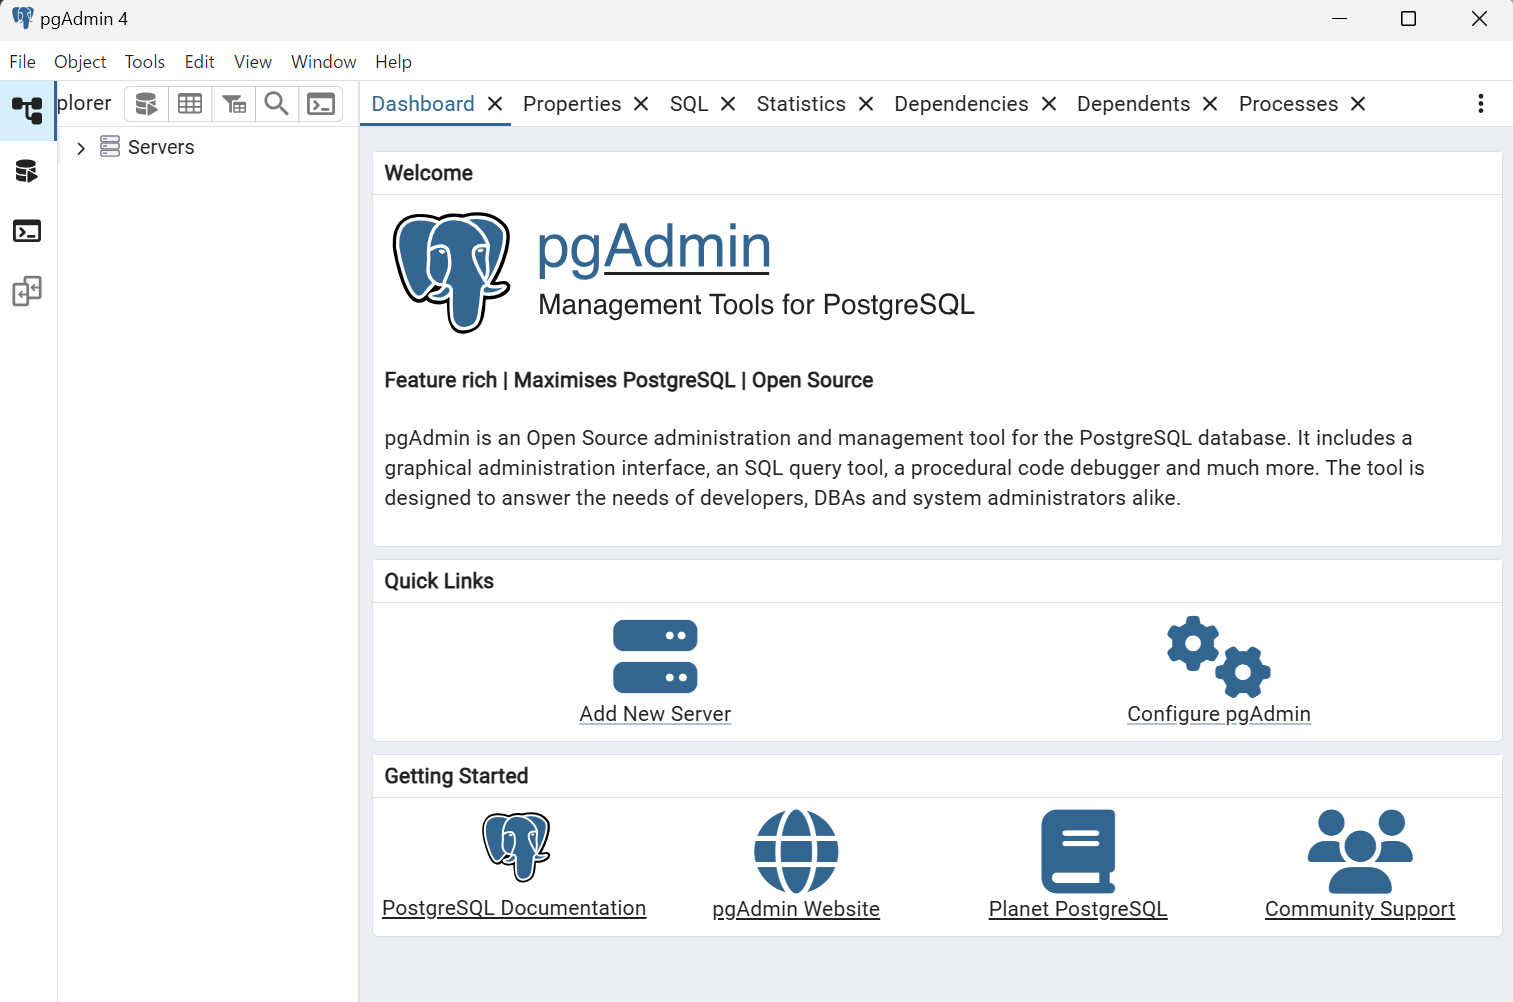 pgAdmin 4
File Object Tools Edit View Window Help
plorer
Dashboard Properties SQL Statistics Dependencies Dependents Processes
Servers
Welcome
pgAdmin
Management Tools for PostgreSQL
Feature rich | Maximises PostgreSQL | Open Source
pgAdmin is an Open Source administration and management tool for the PostgreSQL database. It includes a
graphical administration interface, an SQL query tool, a procedural code debugger and much more. The tool is
designed to answer the needs of developers, DBAs and system administrators alike.
Quick Links
Add New Server
Configure pgAdmin
Getting Started
PostgreSQL Documentation
pgAdmin Website
Planet PostgreSQL
Community Support